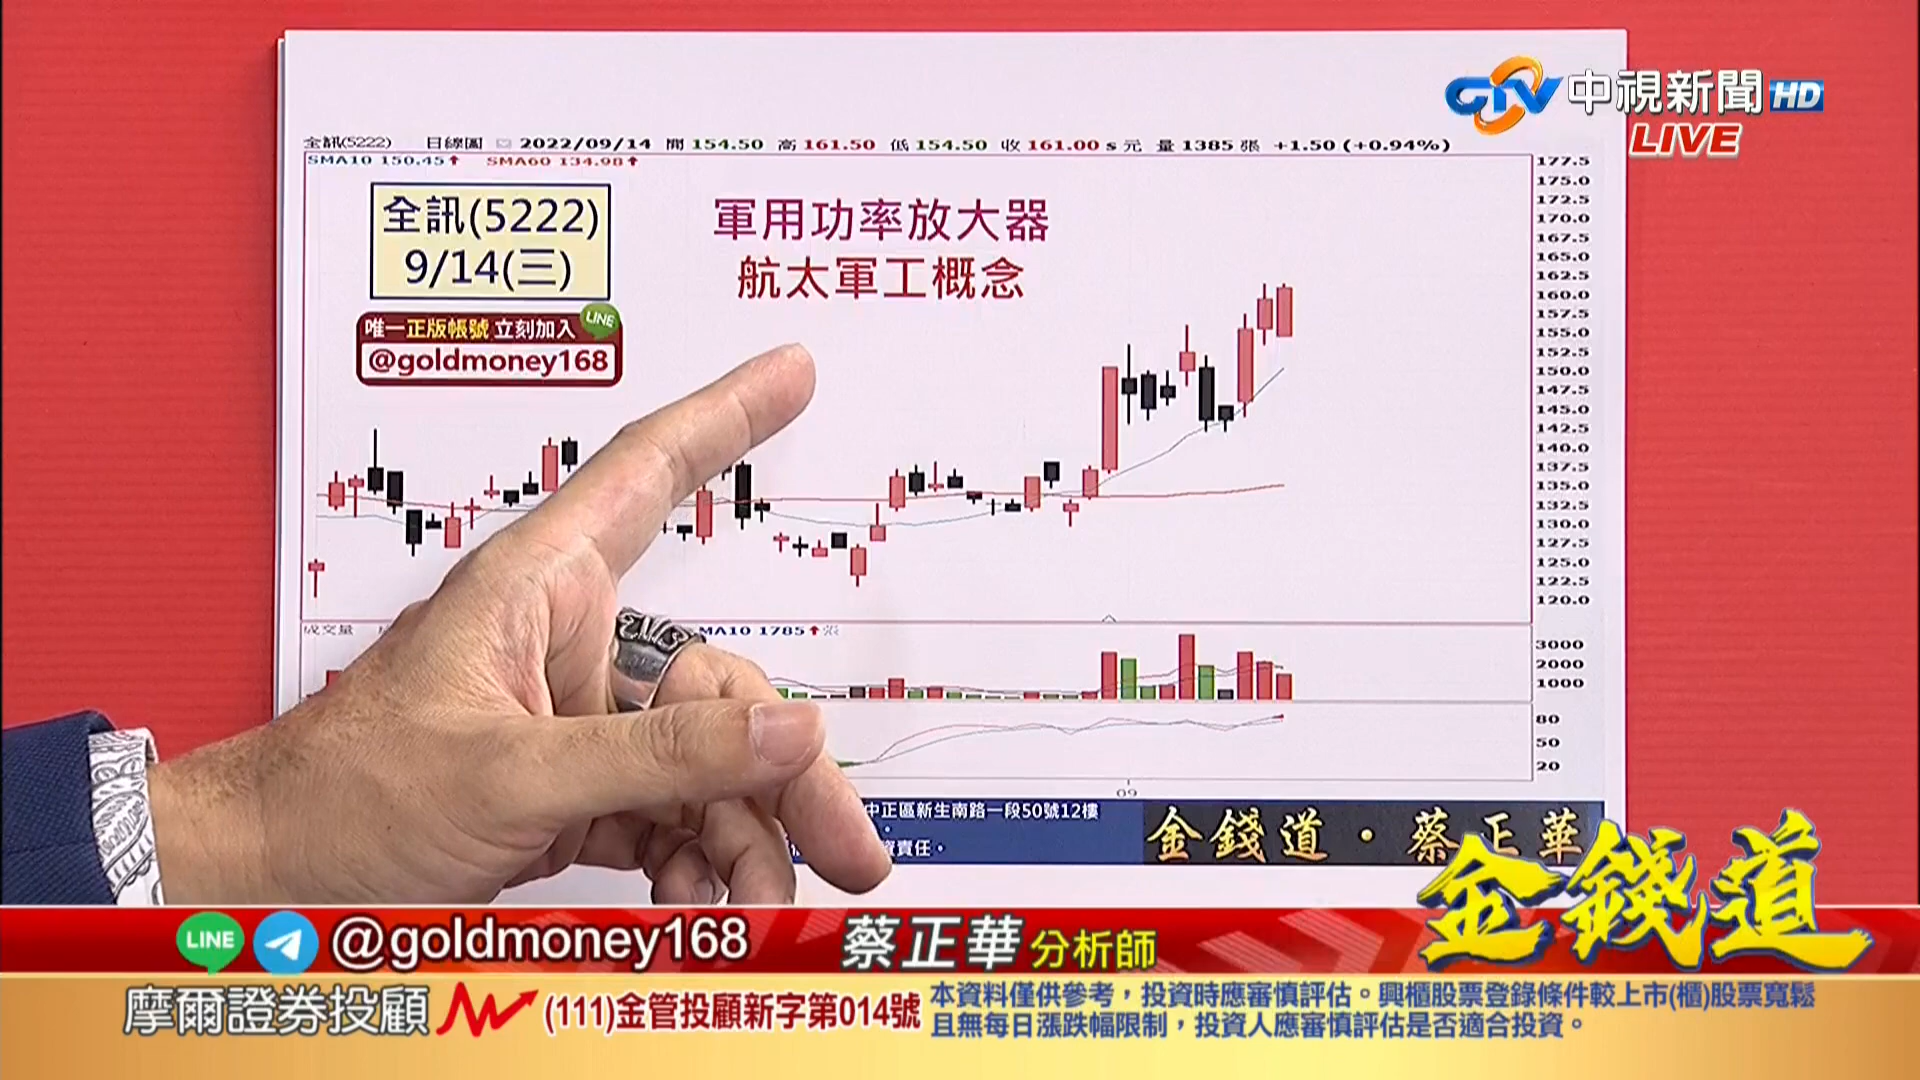 CTV 中視新聞 HD
LIVE
全訊(5222) 日線圖 2022/09/14 開 154.50 高 161.50 低 154.50 收 161.00 s 元 量 1385 張 +1.50 (+0.94%)
SMA10 150.45↑ SMA60 134.98↑
全訊(5222)
9/14(三)
軍用功率放大器
航太軍工概念
唯一正版帳號 立刻加入 LINE
@goldmoney168
177.5
175.0
172.5
170.0
167.5
165.0
162.5
160.0
157.5
155.0
152.5
150.0
147.5
145.0
142.5
140.0
137.5
135.0
132.5
130.0
127.5
125.0
122.5
120.0
成交量
MA10 1785↑張
3000
2000
1000
80
50
20
09
中正區新生南路一段50號12樓
資責任。
金錢道·蔡正華
金錢道
LINE @goldmoney168 蔡正華 分析師
摩爾證券投顧 (111)金管投顧新字第014號
本資料僅供參考，投資時應審慎評估。興櫃股票登錄條件較上市(櫃)股票寬鬆
且無每日漲跌幅限制，投資人應審慎評估是否適合投資。